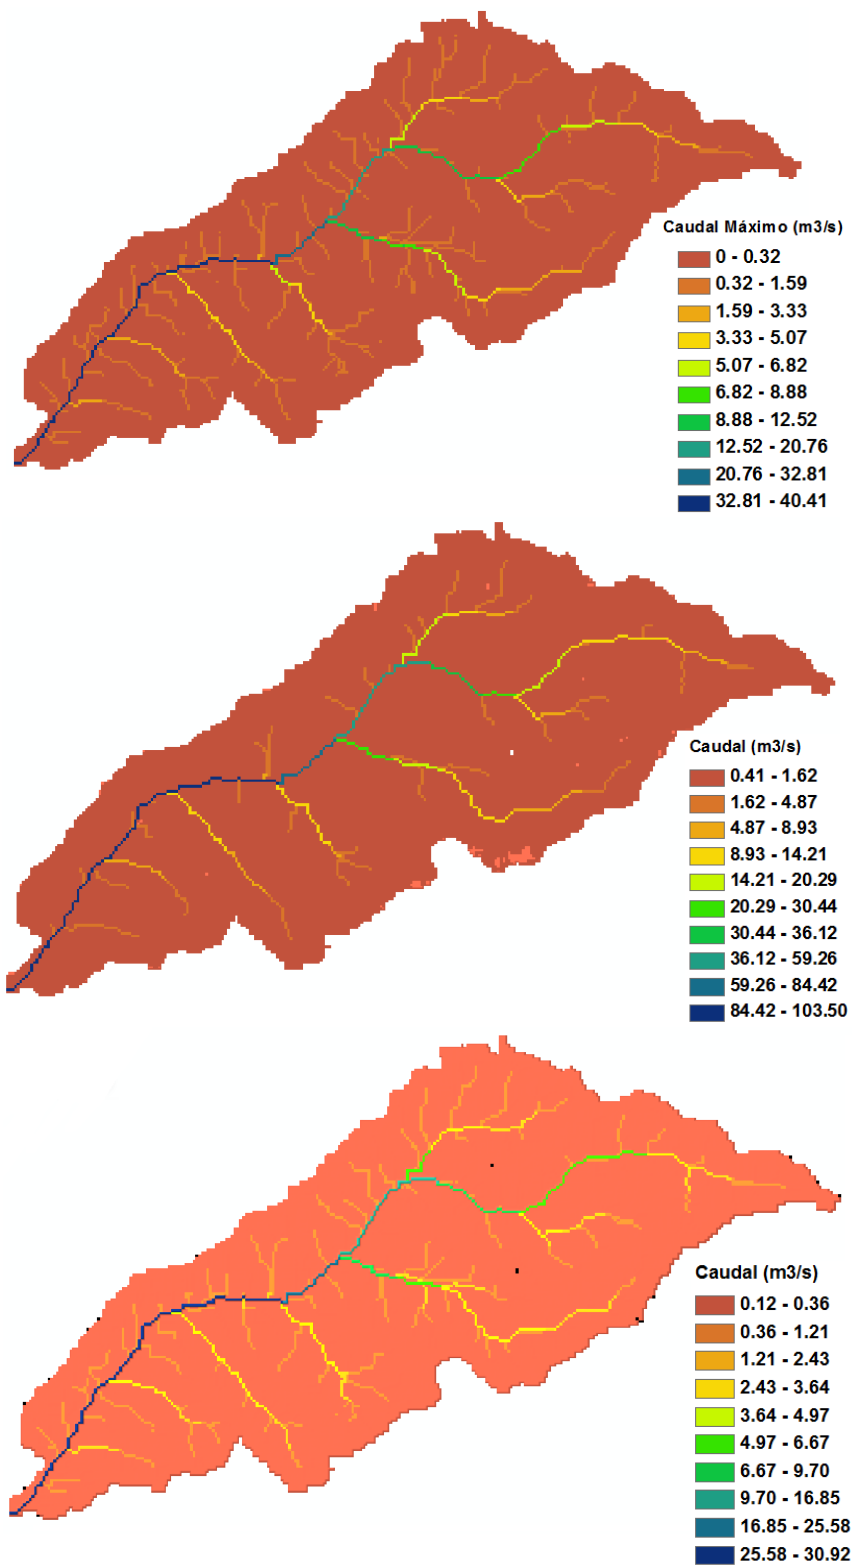 Caudal Máximo (m3/s)
0 - 0.32
0.32 - 1.59
1.59 - 3.33
3.33 - 5.07
5.07 - 6.82
6.82 - 8.88
8.88 - 12.52
12.52 - 20.76
20.76 - 32.81
32.81 - 40.41
Caudal (m3/s)
0.41 - 1.62
1.62 - 4.87
4.87 - 8.93
8.93 - 14.21
14.21 - 20.29
20.29 - 30.44
30.44 - 36.12
36.12 - 59.26
59.26 - 84.42
84.42 - 103.50
Caudal (m3/s)
0.12 - 0.36
0.36 - 1.21
1.21 - 2.43
2.43 - 3.64
3.64 - 4.97
4.97 - 6.67
6.67 - 9.70
9.70 - 16.85
16.85 - 25.58
25.58 - 30.92